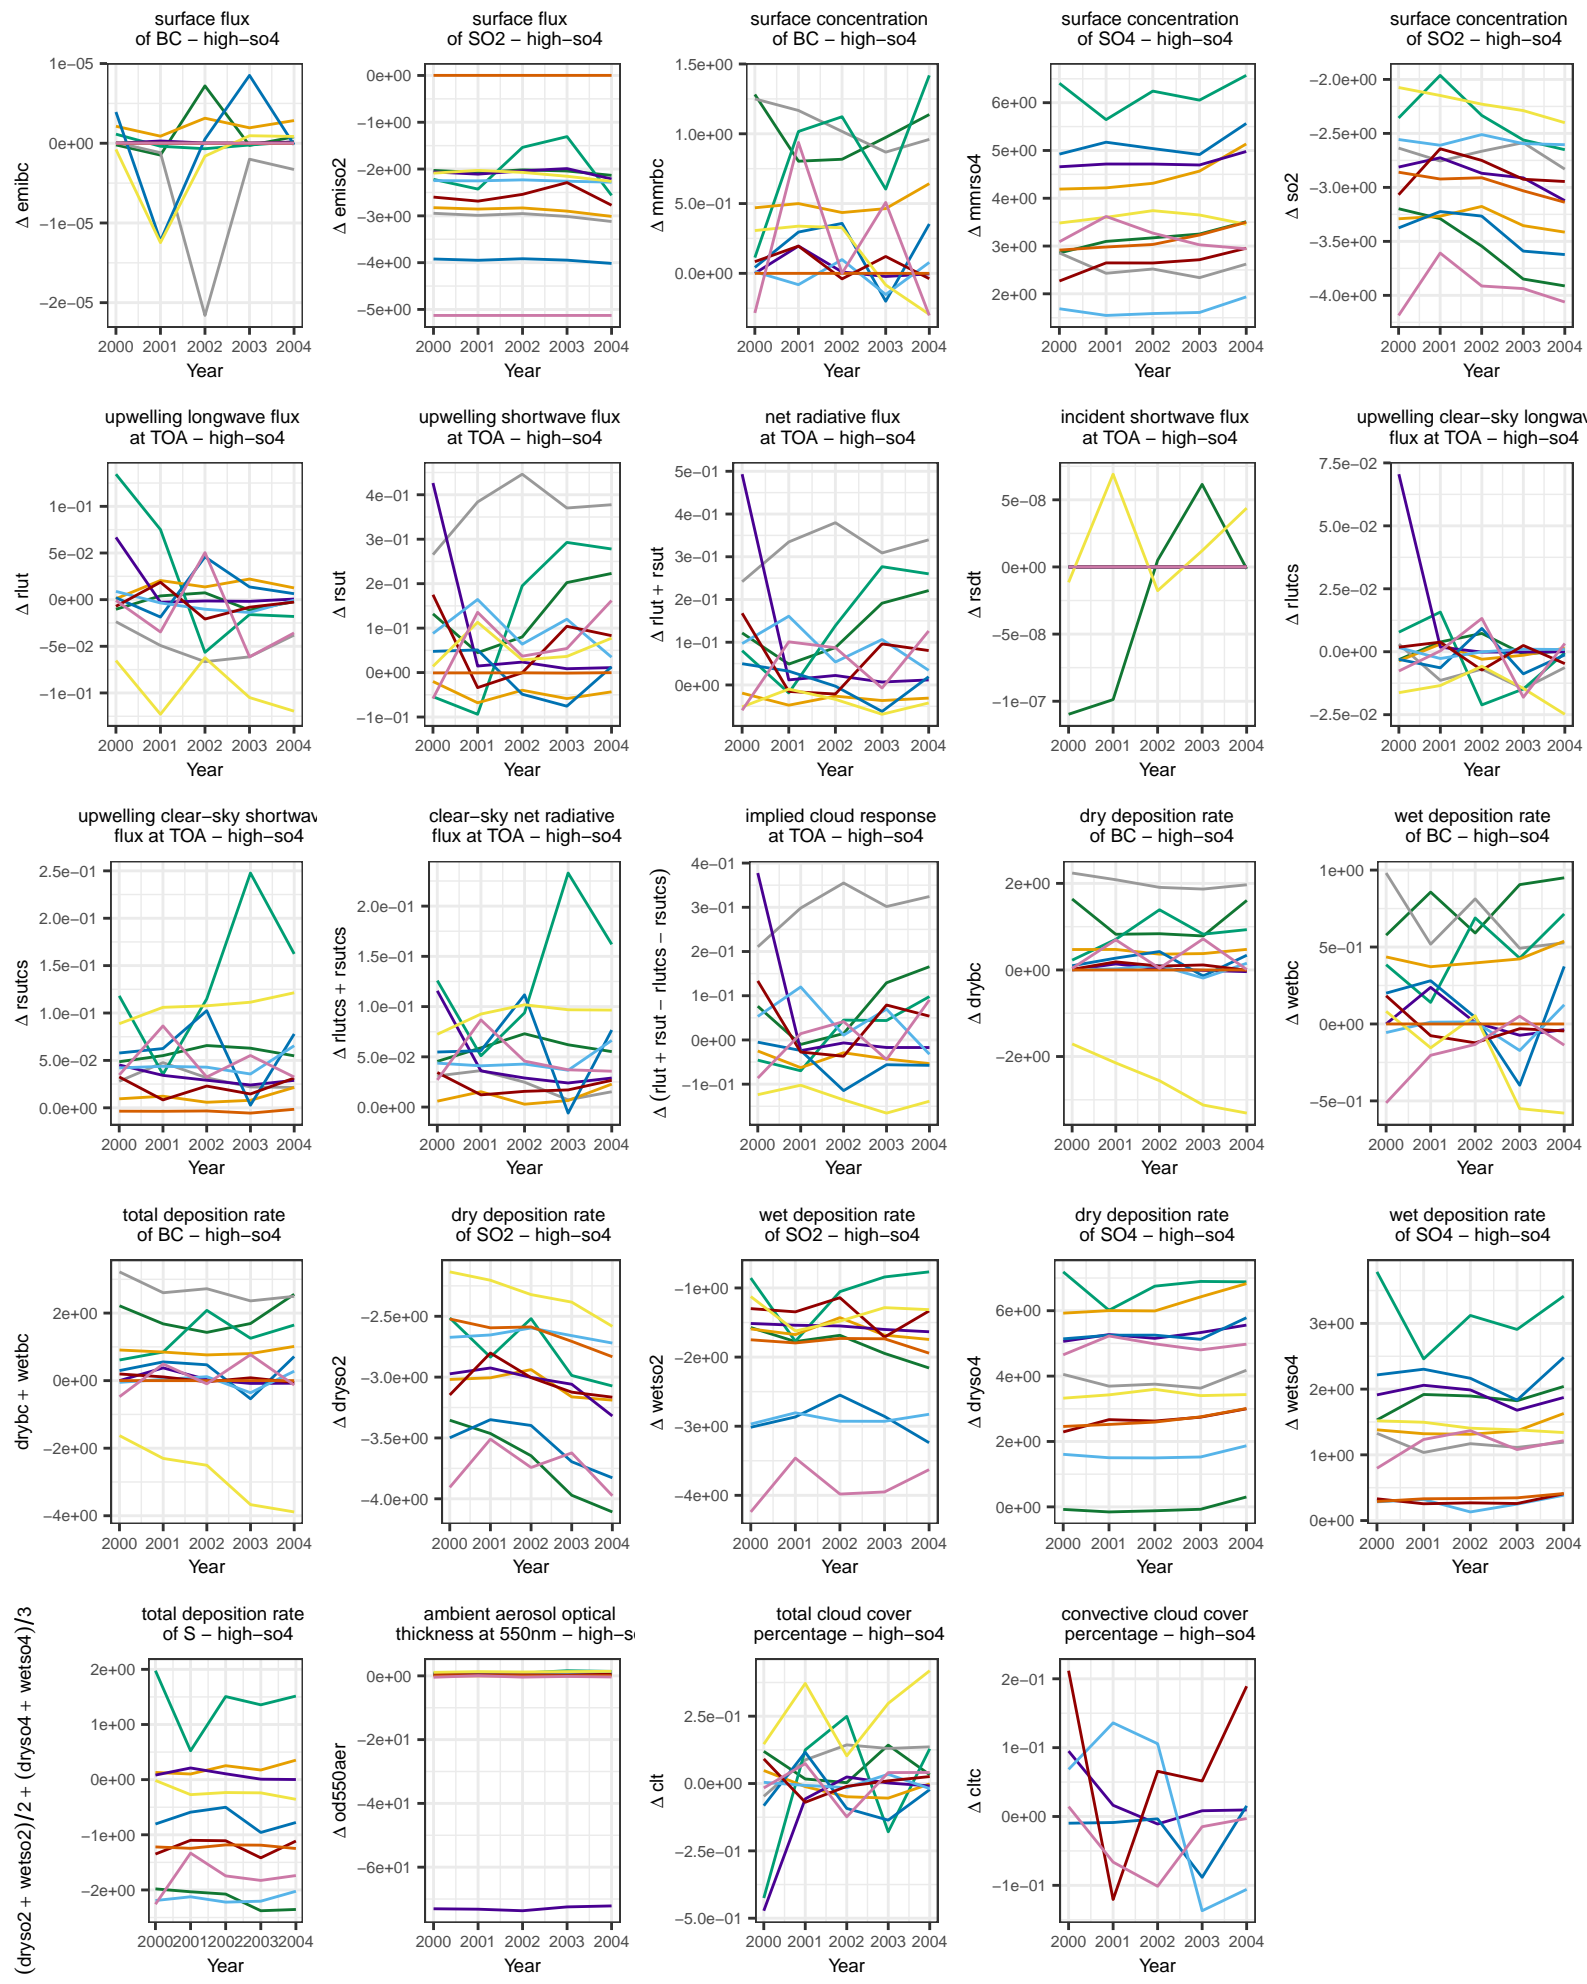 surface flux
of BC − high−so4
surface flux
of SO2 − high−so4
surface concentration
of BC − high−so4
surface concentration
of SO4 − high−so4
surface concentration
of SO2 − high−so4
1e−05
0e+00
−1e−05
−2e−05
Δ emibc
2000 2001 2002 2003 2004
Year
0e+00
−1e+00
−2e+00
−3e+00
−4e+00
−5e+00
Δ emiso2
2000 2001 2002 2003 2004
Year
1.5e+00
1.0e+00
5.0e−01
0.0e+00
Δ mmrbc
2000 2001 2002 2003 2004
Year
6e+00
5e+00
4e+00
3e+00
2e+00
Δ mmrso4
2000 2001 2002 2003 2004
Year
−2.0e+00
−2.5e+00
−3.0e+00
−3.5e+00
−4.0e+00
Δ so2
2000 2001 2002 2003 2004
Year
upwelling longwave flux
at TOA − high−so4
upwelling shortwave flux
at TOA − high−so4
net radiative flux
at TOA − high−so4
incident shortwave flux
at TOA − high−so4
upwelling clear−sky longwav
flux at TOA − high−so4
1e−01
5e−02
0e+00
−5e−02
−1e−01
Δ rlut
2000 2001 2002 2003 2004
Year
4e−01
3e−01
2e−01
1e−01
0e+00
−1e−01
Δ rsut
2000 2001 2002 2003 2004
Year
5e−01
4e−01
3e−01
2e−01
1e−01
0e+00
Δ rlut + rsut
2000 2001 2002 2003 2004
Year
5e−08
0e+00
−5e−08
−1e−07
Δ rsdt
2000 2001 2002 2003 2004
Year
7.5e−02
5.0e−02
2.5e−02
0.0e+00
−2.5e−02
Δ rlutcs
2000 2001 2002 2003 2004
Year
upwelling clear−sky shortwav
flux at TOA − high−so4
clear−sky net radiative
flux at TOA − high−so4
implied cloud response
at TOA − high−so4
dry deposition rate
of BC − high−so4
wet deposition rate
of BC − high−so4
2.5e−01
2.0e−01
1.5e−01
1.0e−01
5.0e−02
0.0e+00
Δ rsutcs
2000 2001 2002 2003 2004
Year
2.0e−01
1.5e−01
1.0e−01
5.0e−02
0.0e+00
Δ rlutcs + rsutcs
2000 2001 2002 2003 2004
Year
4e−01
3e−01
2e−01
1e−01
0e+00
−1e−01
Δ (rlut + rsut − rlutcs − rsutcs)
2000 2001 2002 2003 2004
Year
2e+00
0e+00
−2e+00
Δ drybc
2000 2001 2002 2003 2004
Year
1e+00
5e−01
0e+00
−5e−01
Δ wetbc
2000 2001 2002 2003 2004
Year
total deposition rate
of BC − high−so4
dry deposition rate
of SO2 − high−so4
wet deposition rate
of SO2 − high−so4
dry deposition rate
of SO4 − high−so4
wet deposition rate
of SO4 − high−so4
2e+00
0e+00
−2e+00
−4e+00
drybc + wetbc
2000 2001 2002 2003 2004
Year
−2.5e+00
−3.0e+00
−3.5e+00
−4.0e+00
Δ dryso2
2000 2001 2002 2003 2004
Year
−1e+00
−2e+00
−3e+00
−4e+00
Δ wetso2
2000 2001 2002 2003 2004
Year
6e+00
4e+00
2e+00
0e+00
Δ dryso4
2000 2001 2002 2003 2004
Year
3e+00
2e+00
1e+00
0e+00
Δ wetso4
2000 2001 2002 2003 2004
Year
total deposition rate
of S − high−so4
ambient aerosol optical
thickness at 550nm − high−s
total cloud cover
percentage − high−so4
convective cloud cover
percentage − high−so4
2e+00
1e+00
0e+00
−1e+00
−2e+00
(dryso2 + wetso2)/2 + (dryso4 + wetso4)/3
2000 2001 2002 2003 2004
Year
0e+00
−2e+01
−4e+01
−6e+01
Δ od550aer
2000 2001 2002 2003 2004
Year
2.5e−01
0.0e+00
−2.5e−01
−5.0e−01
Δ clt
2000 2001 2002 2003 2004
Year
2e−01
1e−01
0e+00
−1e−01
Δ cltc
2000 2001 2002 2003 2004
Year